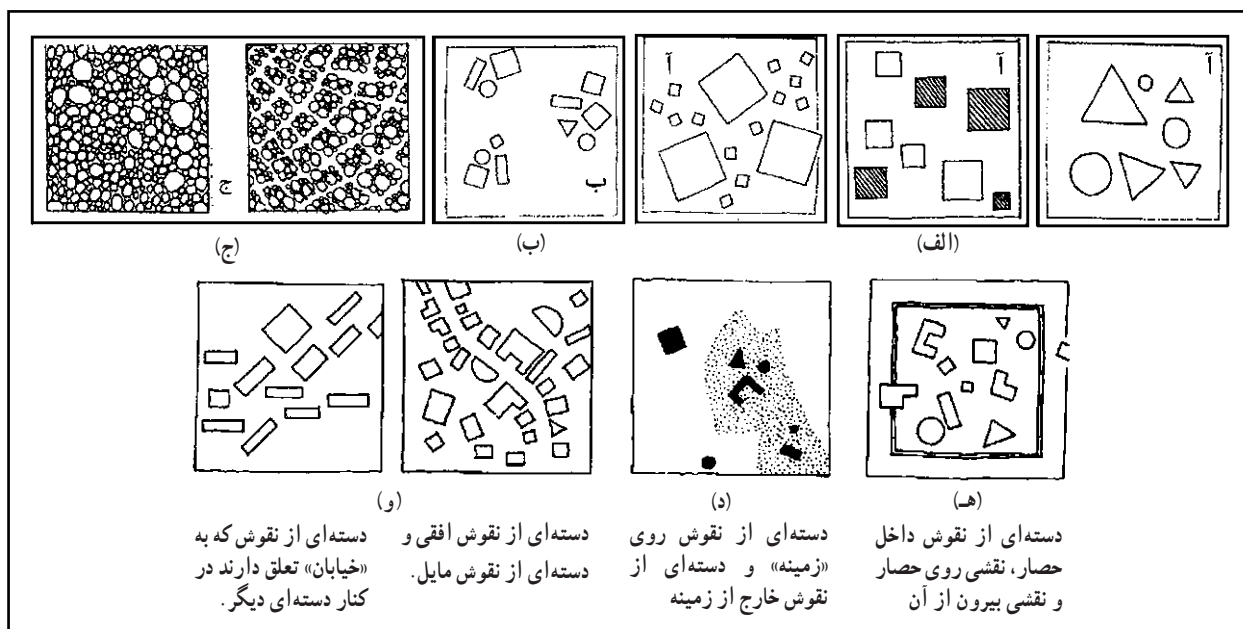 آ
آ
آ
ب
ج
(الف)
(ب)
(ج)
(هـ)
(د)
(و)
دسته‌ای از نقوش داخل
حصار، نقشی روی حصار
و نقشی بیرون از آن
دسته‌ای از نقوش روی
«زمینه» و دسته‌ای از
نقوش خارج از زمینه
دسته‌ای از نقوش افقی و
دسته‌ای از نقوش مایل.
دسته‌ای از نقوش که به
«خیابان» تعلق دارند در
کنار دسته‌ای دیگر.